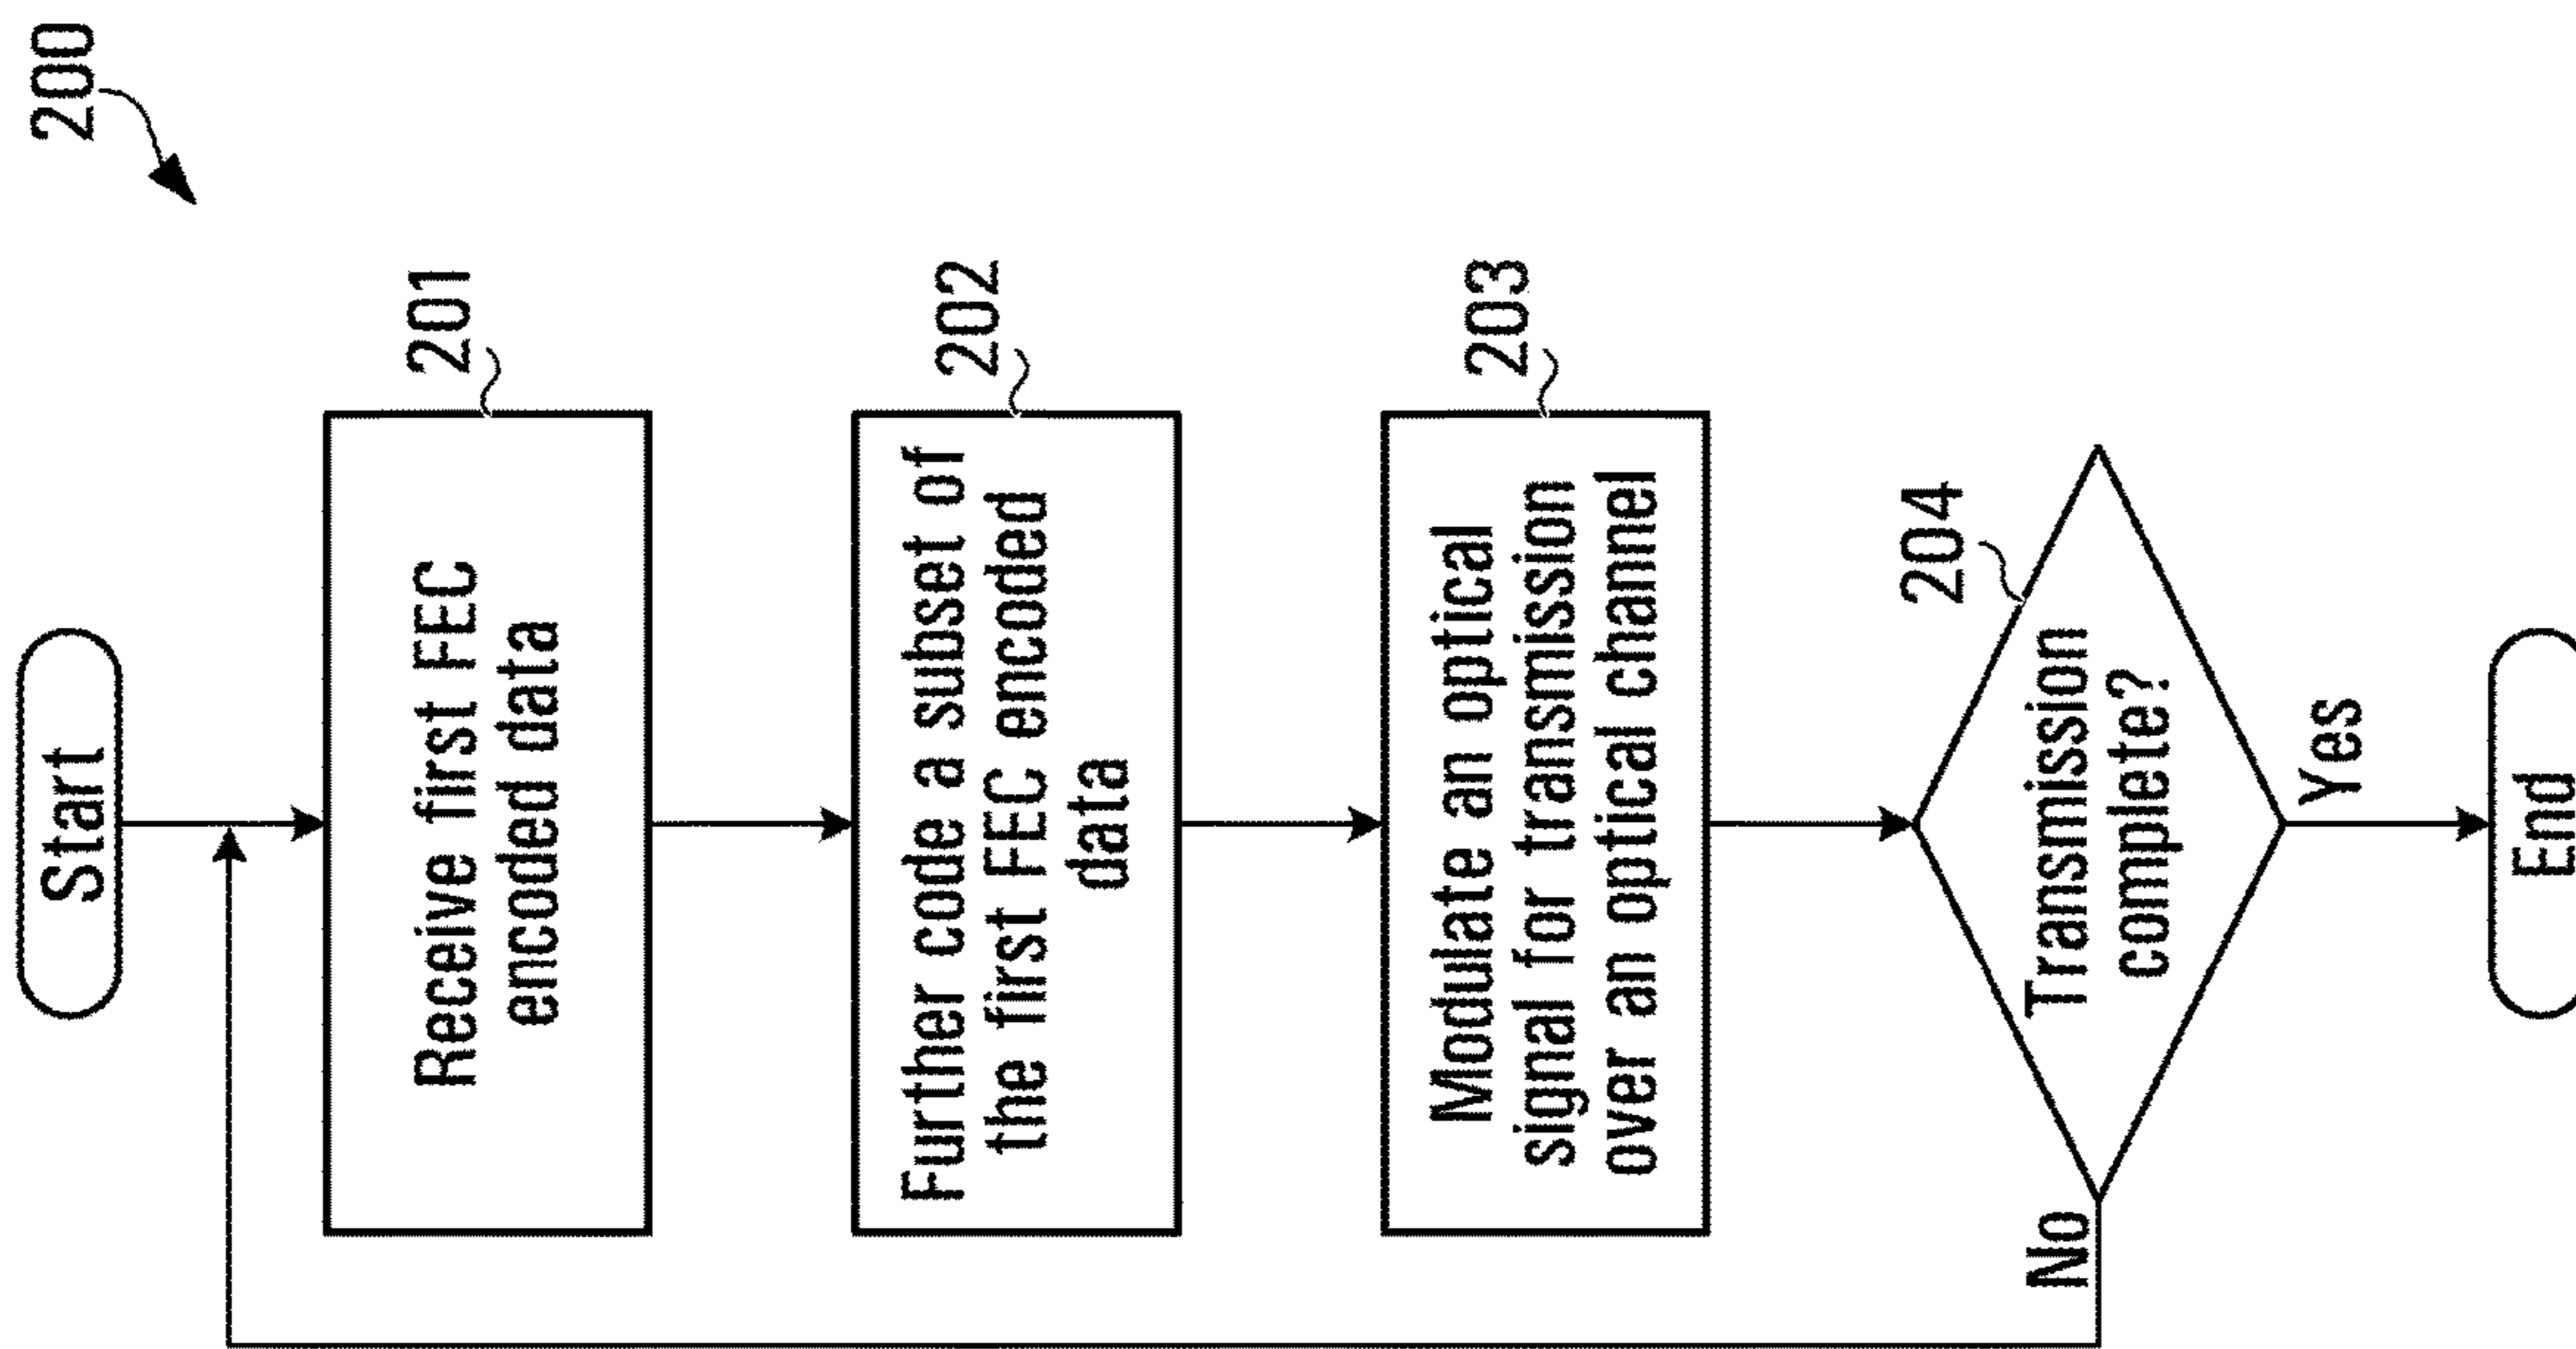 200
Start
201
Receive first FEC
encoded data
202
Further code a subset of
the first FEC encoded
data
203
Modulate an optical
signal for transmission
over an optical channel
204
Transmission
complete?
No
Yes
End